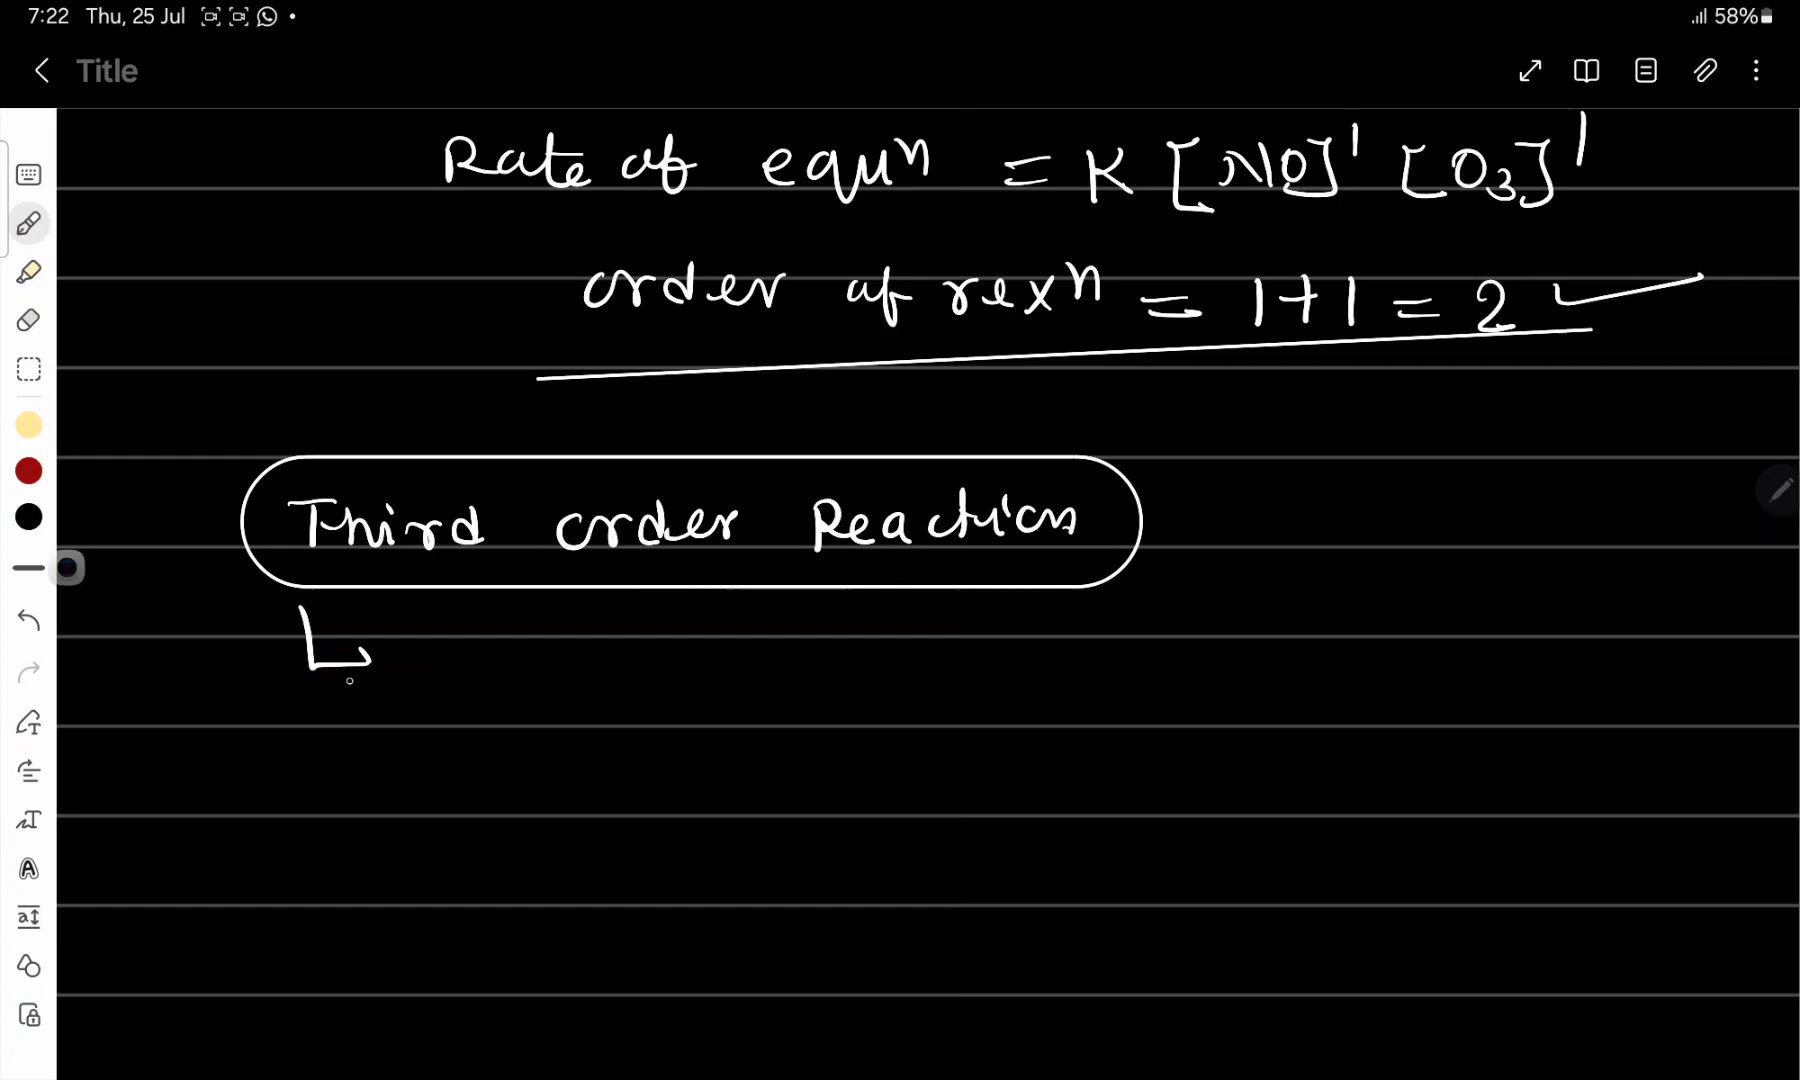 7:22 Thu, 25 Jul 58%
Title
Rate of equⁿ = K [NO]¹ [O₃]¹
order of rexⁿ = 1+1 = 2
Third order Reaction